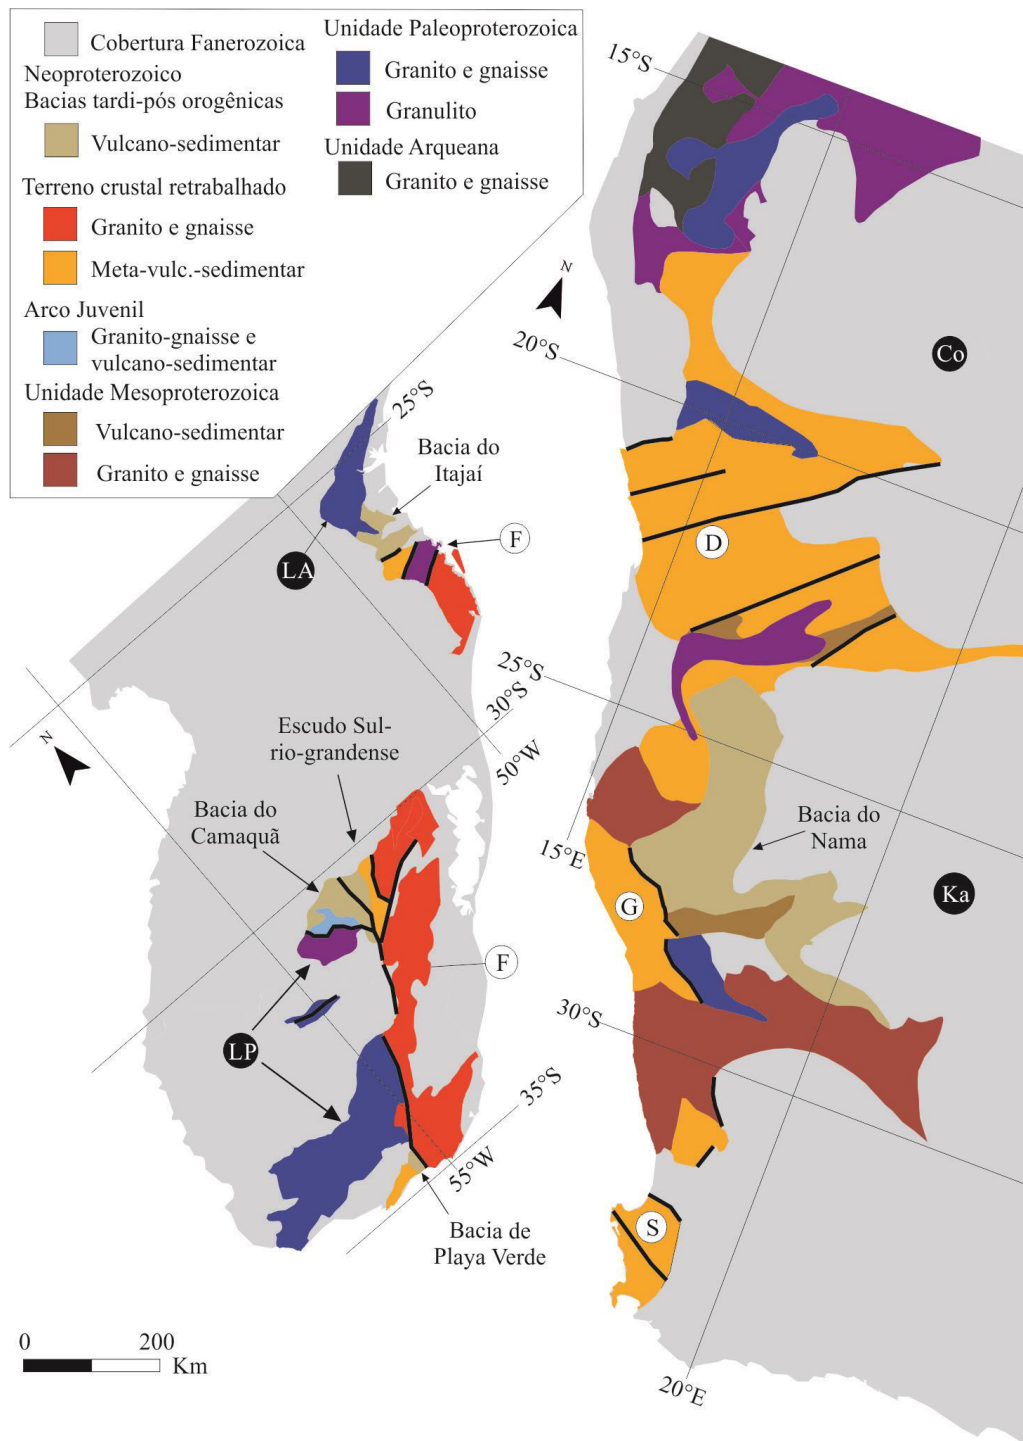 Cobertura Fanerozoica
Neoproterozoico
Bacias tardi-pós orogênicas
Vulcano-sedimentar
Terreno crustal retrabalhado
Granito e gnaisse
Meta-vulc.-sedimentar
Arco Juvenil
Granito-gnaisse e
vulcano-sedimentar
Unidade Mesoproterozoica
Vulcano-sedimentar
Granito e gnaisse
Unidade Paleoproterozoica
Granito e gnaisse
Granulito
Unidade Arqueana
Granito e gnaisse
15°S
N
20°S
Co
25°S
Bacia do
Itajaí
F
LA
D
25°S
30°S
50°W
N
Escudo Sul-
rio-grandense
Bacia do
Camaquã
15°E
Bacia do
Nama
G
Ka
F
30°S
LP
35°S
55°W
Bacia de
Playa Verde
S
0 200
Km
20°E